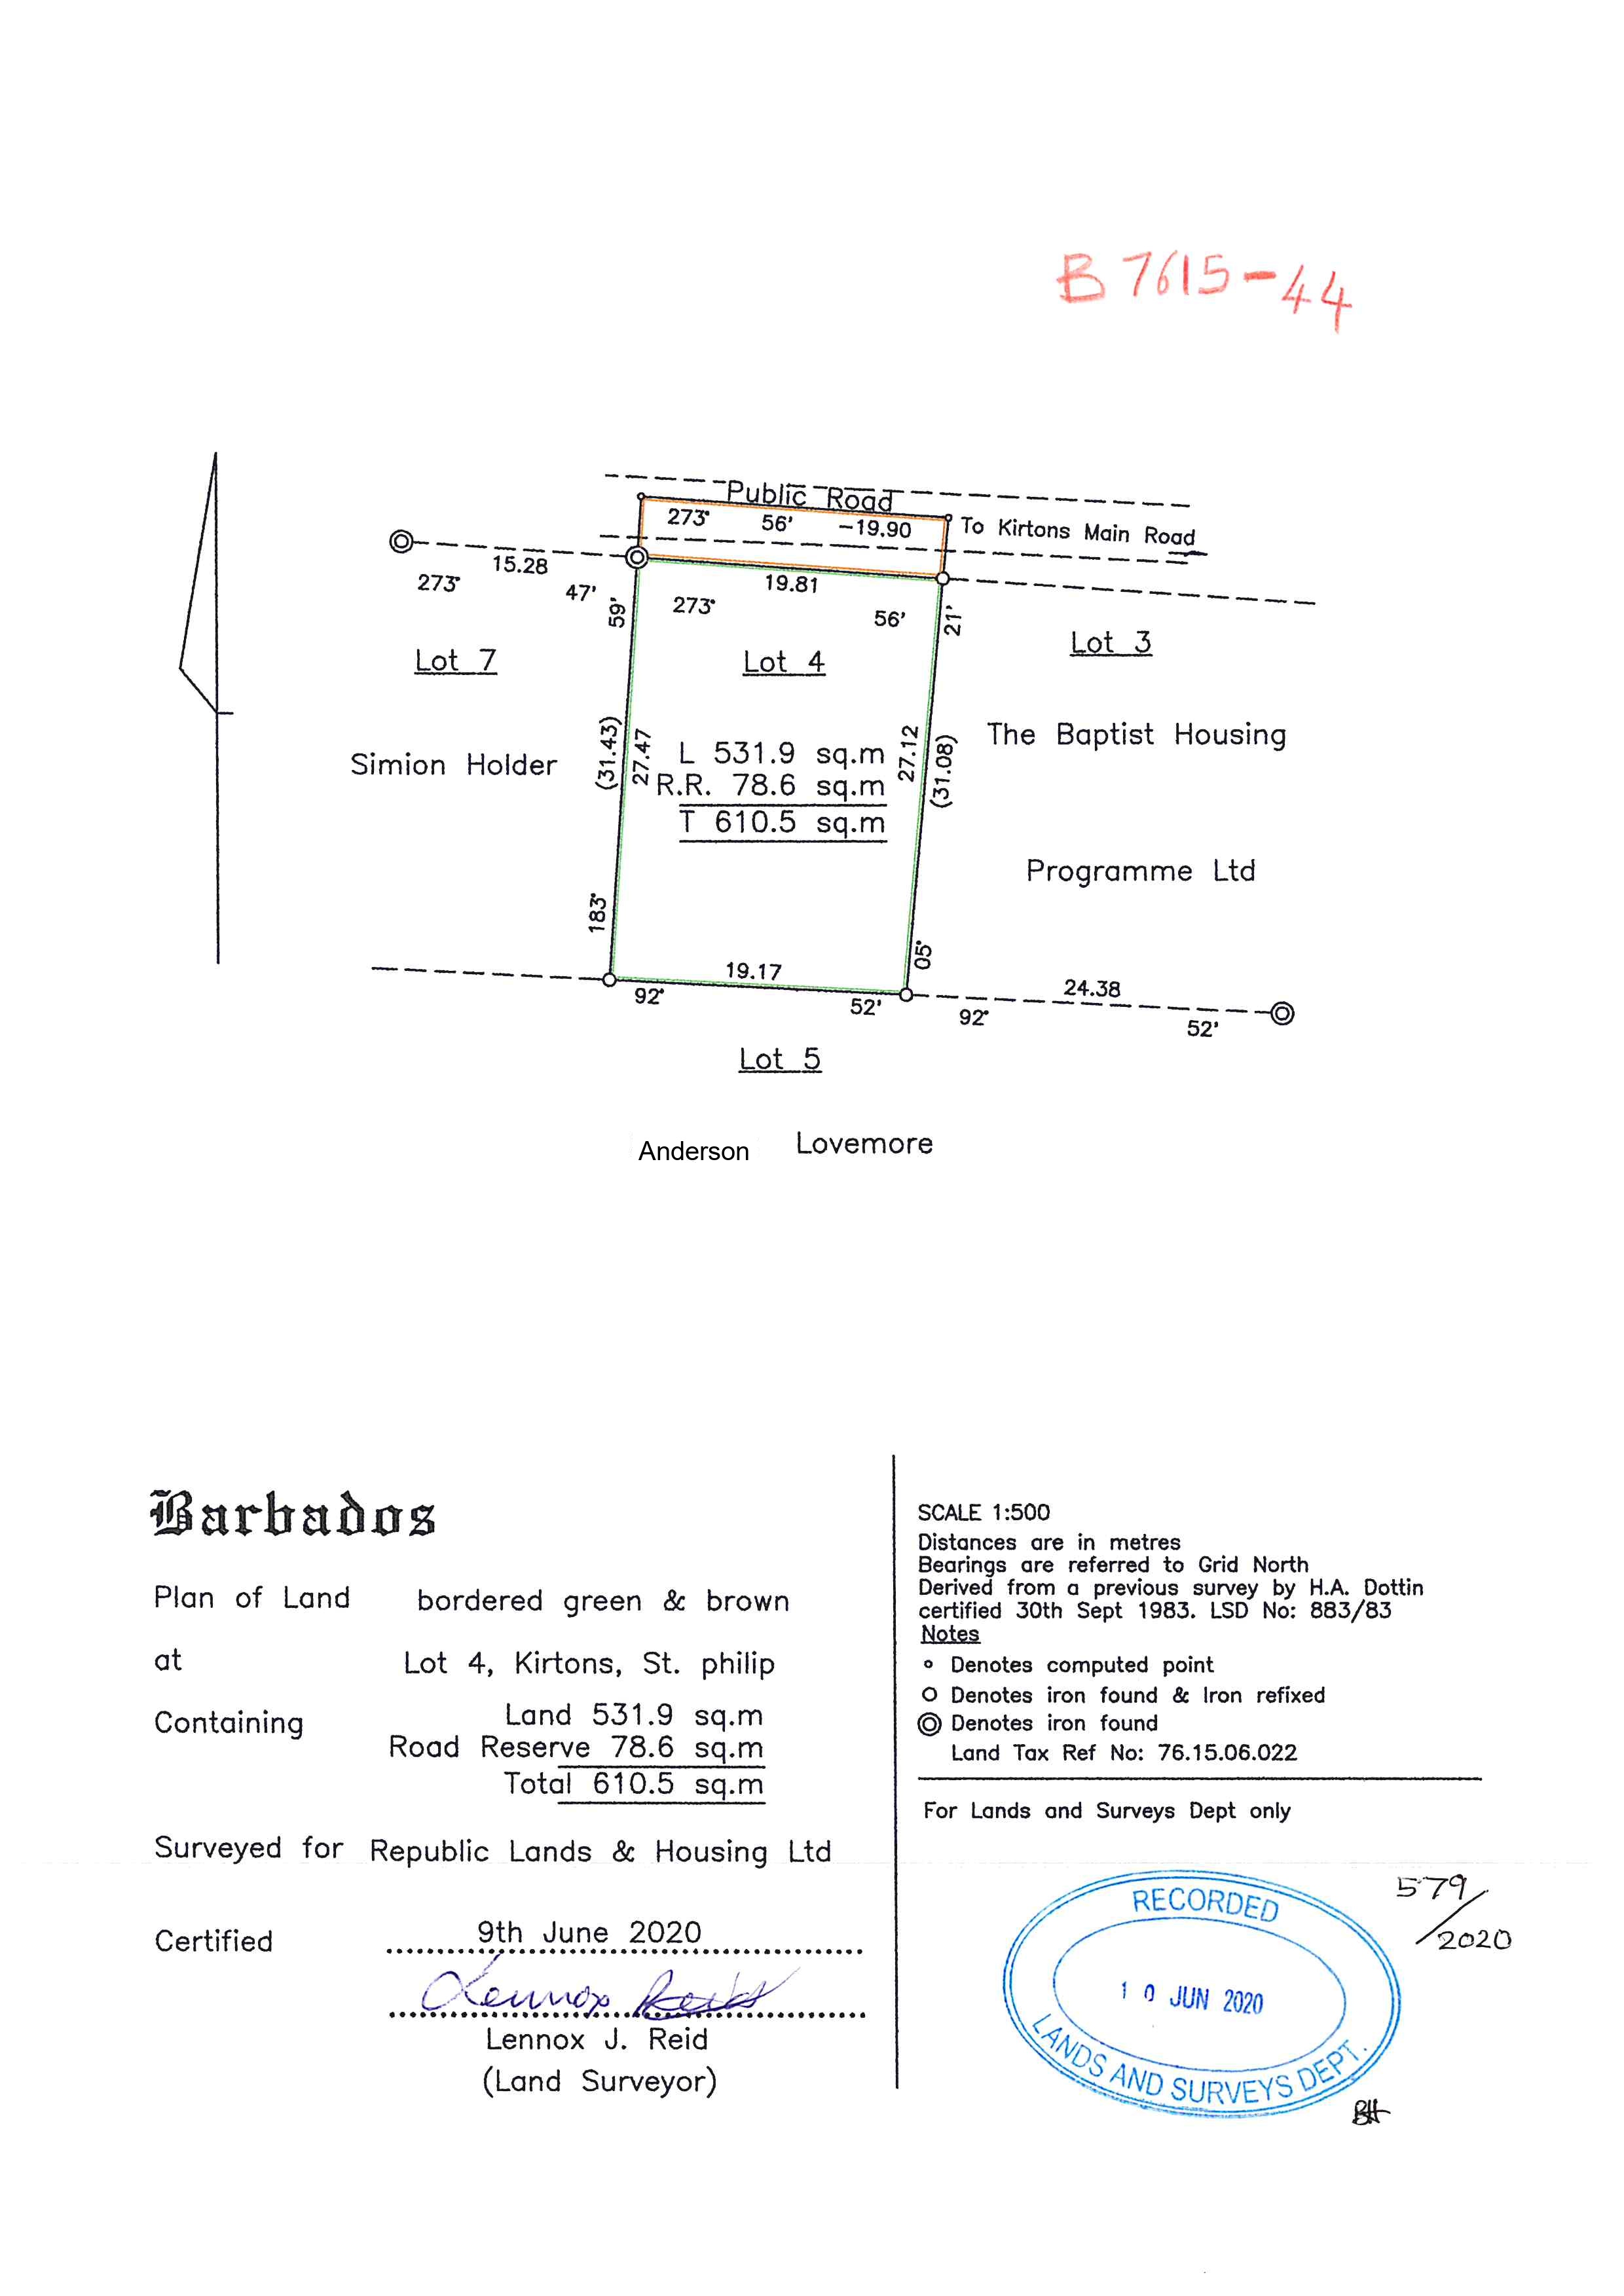 B 7615-44
Public Road
273° 56' -19.90
To Kirtons Main Road
15.28
273° 47'
19.81
273° 56'
59'
21'
Lot 7
Lot 4
Lot 3
Simion Holder
The Baptist Housing
Programme Ltd
(31.43)
27.47
L 531.9 sq.m
R.R. 78.6 sq.m
T 610.5 sq.m
27.12
(31.08)
183°
05°
19.17
92° 52'
24.38
92° 52'
Lot 5
Anderson Lovemore
Barbados
Plan of Land bordered green & brown
at Lot 4, Kirtons, St. philip
Containing Land 531.9 sq.m
Road Reserve 78.6 sq.m
Total 610.5 sq.m
Surveyed for Republic Lands & Housing Ltd
Certified 9th June 2020
Lennox Reid
Lennox J. Reid
(Land Surveyor)
SCALE 1:500
Distances are in metres
Bearings are referred to Grid North
Derived from a previous survey by H.A. Dottin
certified 30th Sept 1983. LSD No: 883/83
Notes
Denotes computed point
Denotes iron found & Iron refixed
Denotes iron found
Land Tax Ref No: 76.15.06.022
For Lands and Surveys Dept only
579/2020
RECORDED
10 JUN 2020
LANDS AND SURVEYS DEPT.
BH